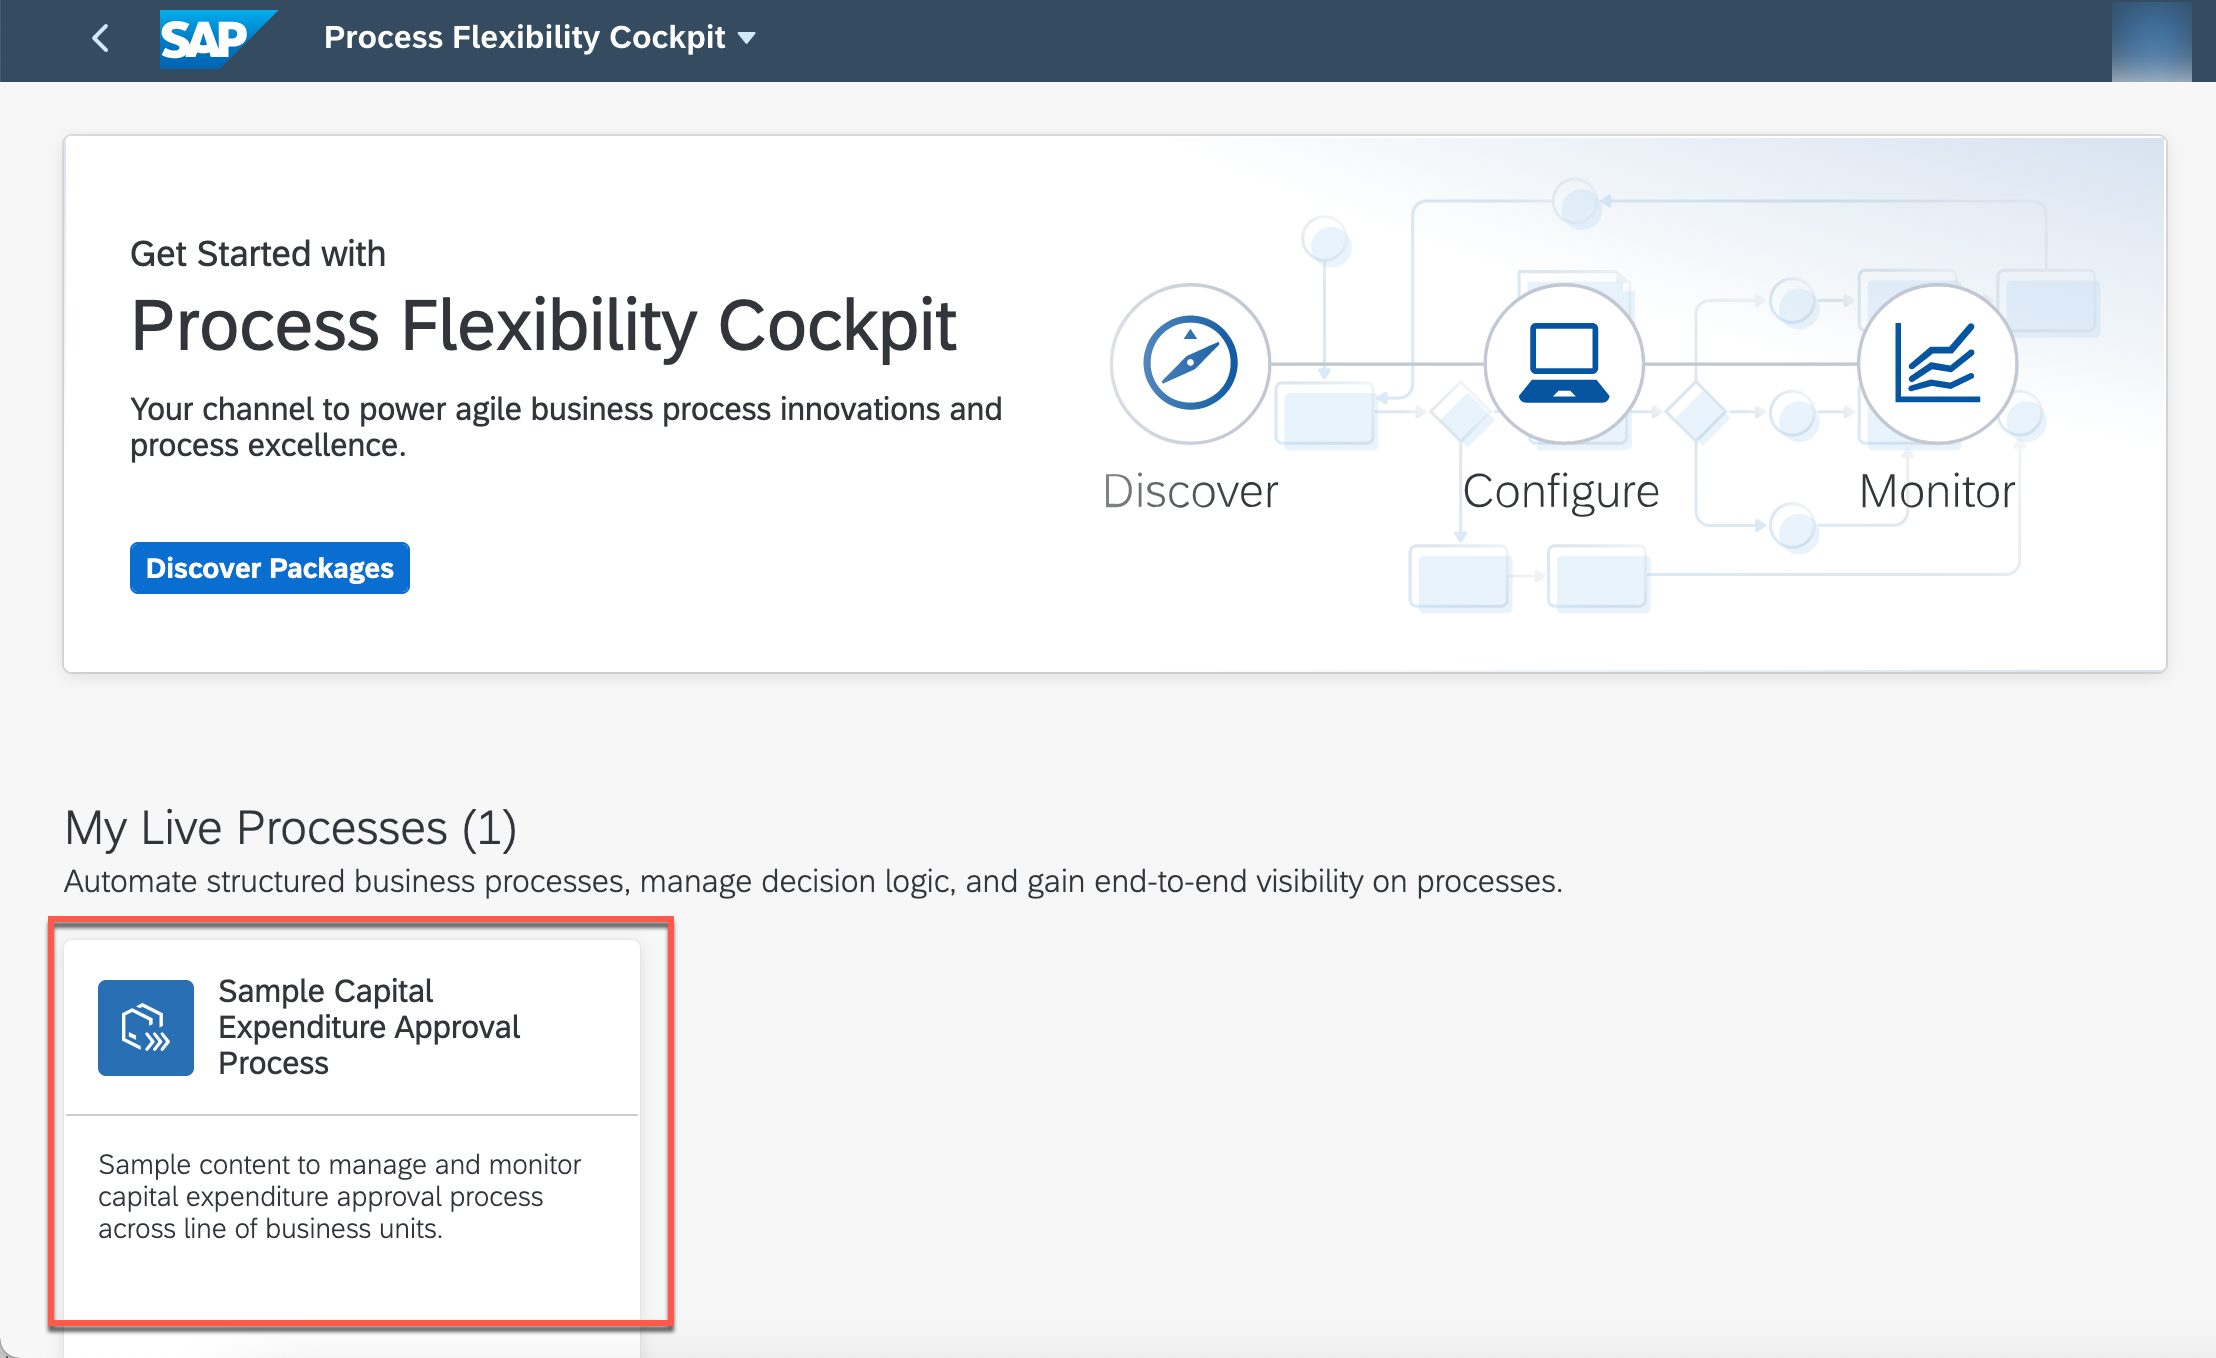 SAP
Process Flexibility Cockpit
Get Started with
Process Flexibility Cockpit
Your channel to power agile business process innovations and
process excellence.
Discover Packages
Discover
Configure
Monitor
My Live Processes (1)
Automate structured business processes, manage decision logic, and gain end-to-end visibility on processes.
Sample Capital
Expenditure Approval
Process
Sample content to manage and monitor
capital expenditure approval process
across line of business units.